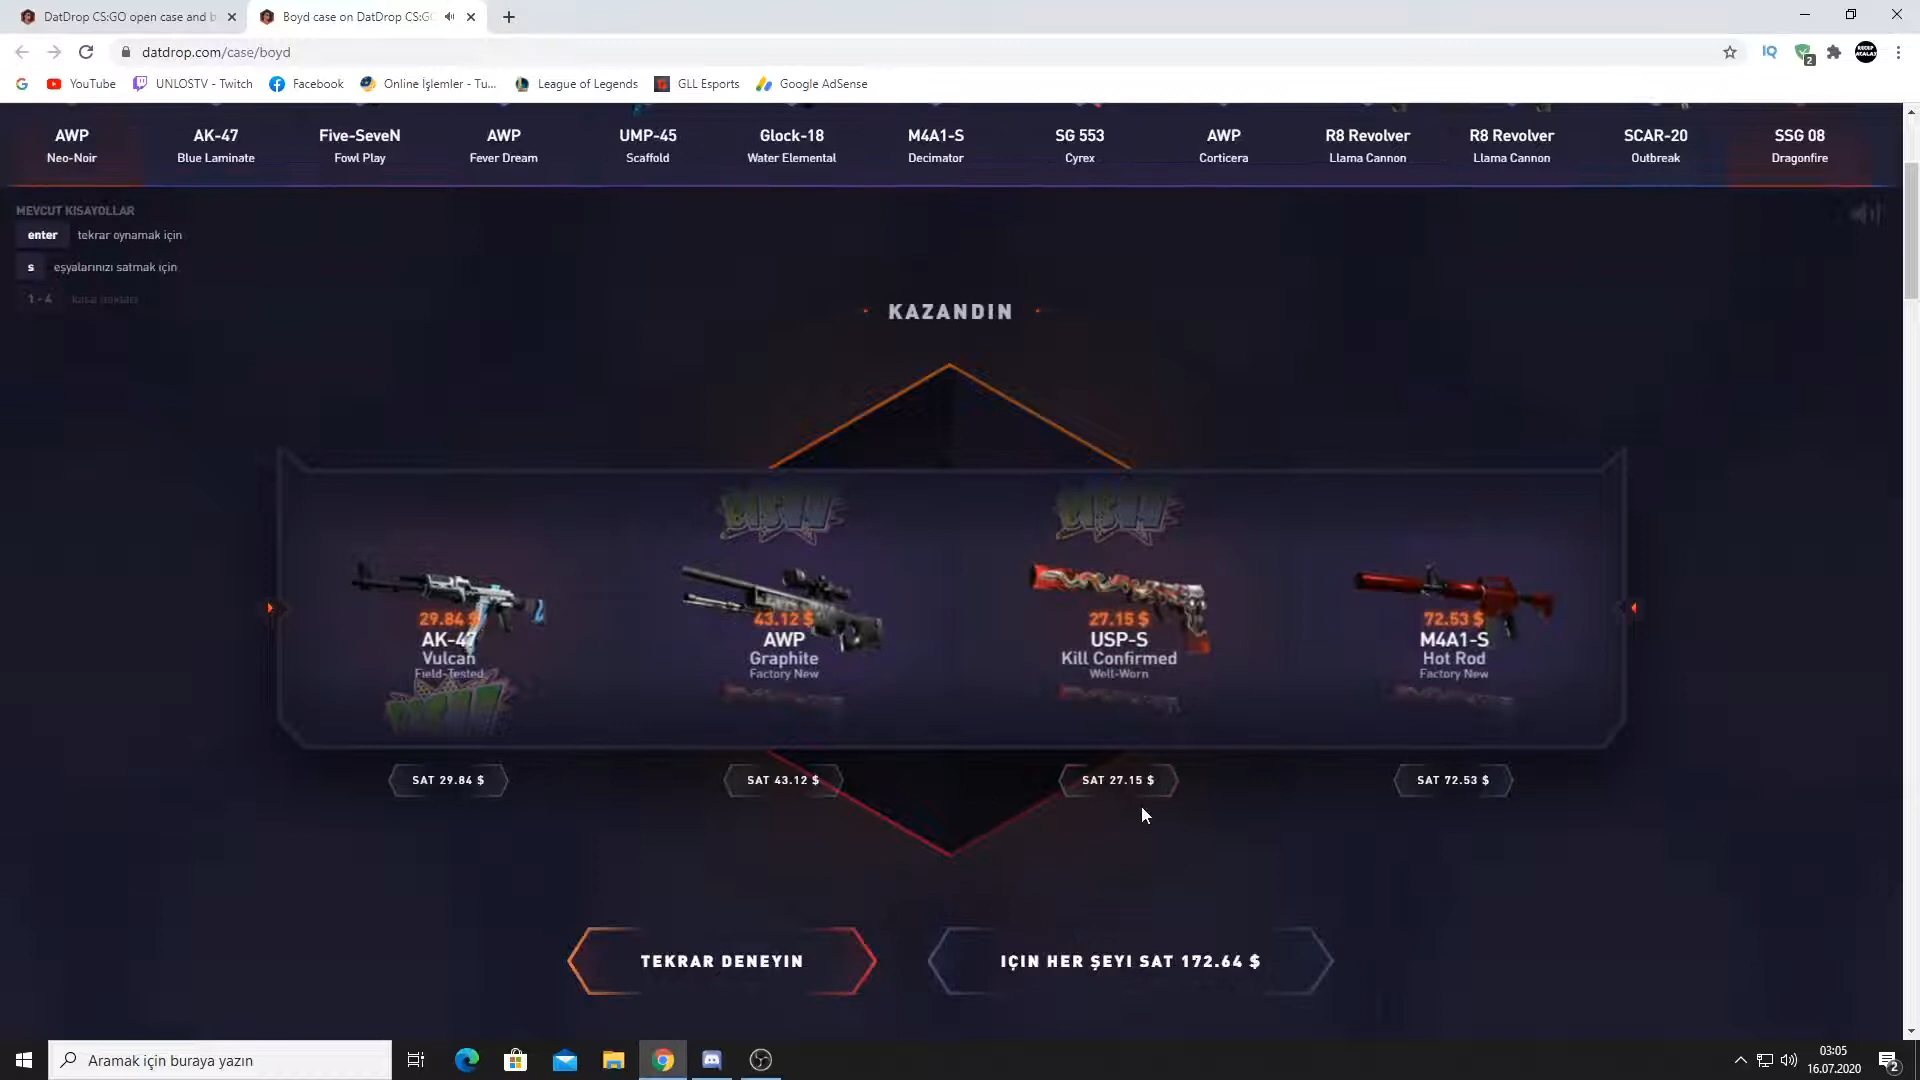 DatDrop CS:GO open case and b
Boyd case on DatDrop CS:GO
datdrop.com/case/boyd
IQ
2
YouTube
UNLOSTV - Twitch
Facebook
Online İşlemler - Tu...
League of Legends
GLL Esports
Google AdSense
AWP
Neo-Noir
AK-47
Blue Laminate
Five-SeveN
Fowl Play
AWP
Fever Dream
UMP-45
Scaffold
Glock-18
Water Elemental
M4A1-S
Decimator
SG 553
Cyrex
AWP
Corticera
R8 Revolver
Llama Cannon
R8 Revolver
Llama Cannon
SCAR-20
Outbreak
SSG 08
Dragonfire
MEVCUT KISAYOLLAR
enter tekrar oynamak için
s eşyalarınızı satmak için
1 - 4
KAZANDIN
29.84 $
AK-47
Vulcan
Field-Tested
43.12 $
AWP
Graphite
Factory New
27.15 $
USP-S
Kill Confirmed
Well-Worn
72.53 $
M4A1-S
Hot Rod
Factory New
SAT 29.84 $
SAT 43.12 $
SAT 27.15 $
SAT 72.53 $
TEKRAR DENEYIN
IÇIN HER ŞEYI SAT 172.64 $
Aramak için buraya yazın
03:05
16.07.2020
2